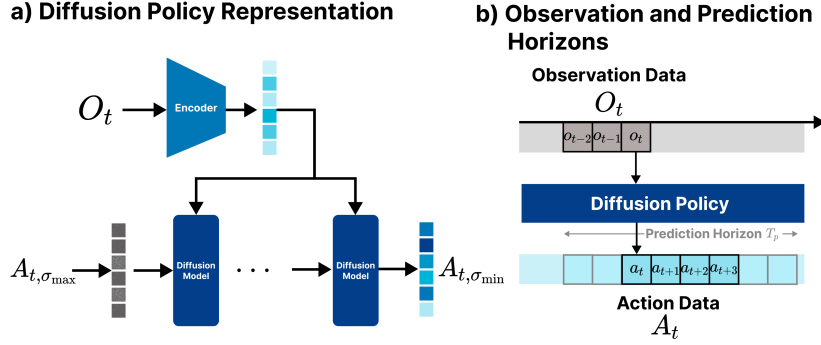 a) Diffusion Policy Representation
O_t
Encoder
A_{t,σ_max}
Diffusion
Model
· · ·
Diffusion
Model
A_{t,σ_min}
b) Observation and Prediction
Horizons
Observation Data
O_t
o_{t-2} o_{t-1} o_t
Diffusion Policy
Prediction Horizon T_p
a_t a_{t+1} a_{t+2} a_{t+3}
Action Data
A_t